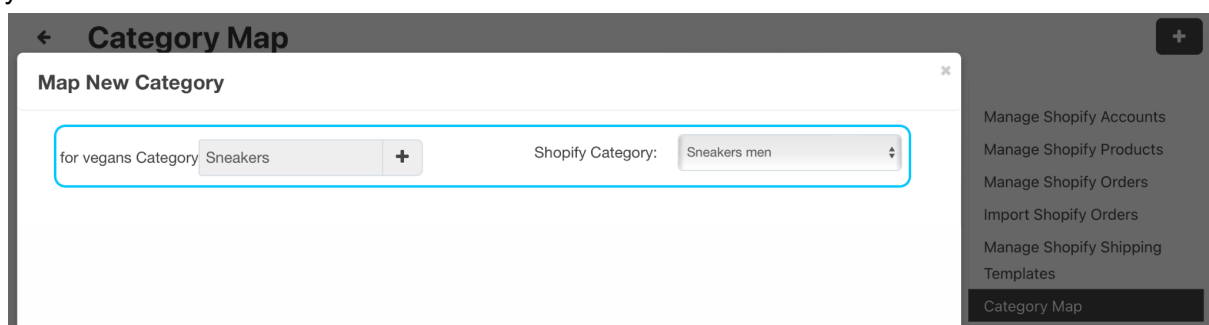 y
Category Map
Map New Category
for vegans Category Sneakers
Shopify Category: Sneakers men
Manage Shopify Accounts
Manage Shopify Products
Manage Shopify Orders
Import Shopify Orders
Manage Shopify Shipping
Templates
Category Map